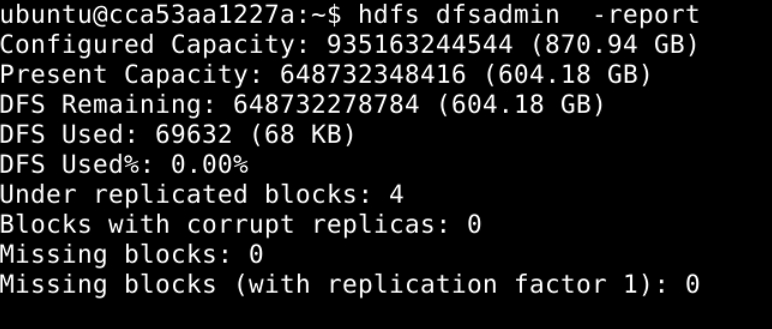 ubuntu@cca53aa1227a:~$ hdfs dfsadmin  -report
Configured Capacity: 935163244544 (870.94 GB)
Present Capacity: 648732348416 (604.18 GB)
DFS Remaining: 648732278784 (604.18 GB)
DFS Used: 69632 (68 KB)
DFS Used%: 0.00%
Under replicated blocks: 4
Blocks with corrupt replicas: 0
Missing blocks: 0
Missing blocks (with replication factor 1): 0